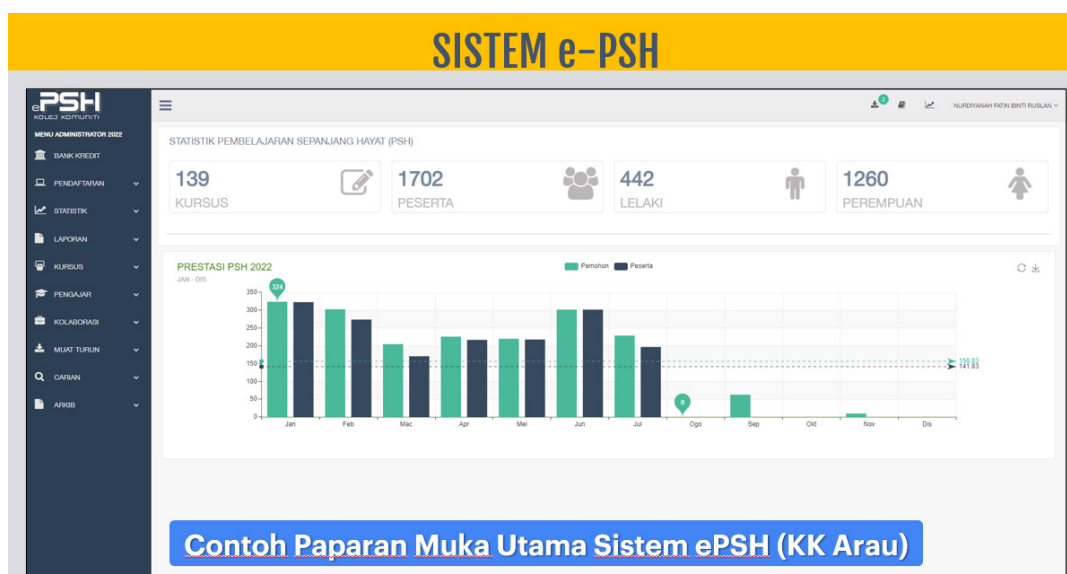 SISTEM e-PSH
ePSH
KOLEJ KOMUNITI
MENU ADMINISTRATOR 2022
BANK KREDIT
PENDAFTARAN
STATISTIK
LAPORAN
KURSUS
PENGAJAR
KOLABORASI
MUAT TURUN
CARIAN
ARKIB
2
NURDIYANAH FATIN BINTI RUSLAN
STATISTIK PEMBELAJARAN SEPANJANG HAYAT (PSH)
139
KURSUS
1702
PESERTA
442
LELAKI
1260
PEREMPUAN
PRESTASI PSH 2022
JAN - DIS
Pemohon Peserta
350
300
250
200
150
100
50
0
324
0
156.83
141.83
Jan Feb Mac Apr Mei Jun Jul Ogo Sep Okt Nov Dis
Contoh Paparan Muka Utama Sistem ePSH (KK Arau)